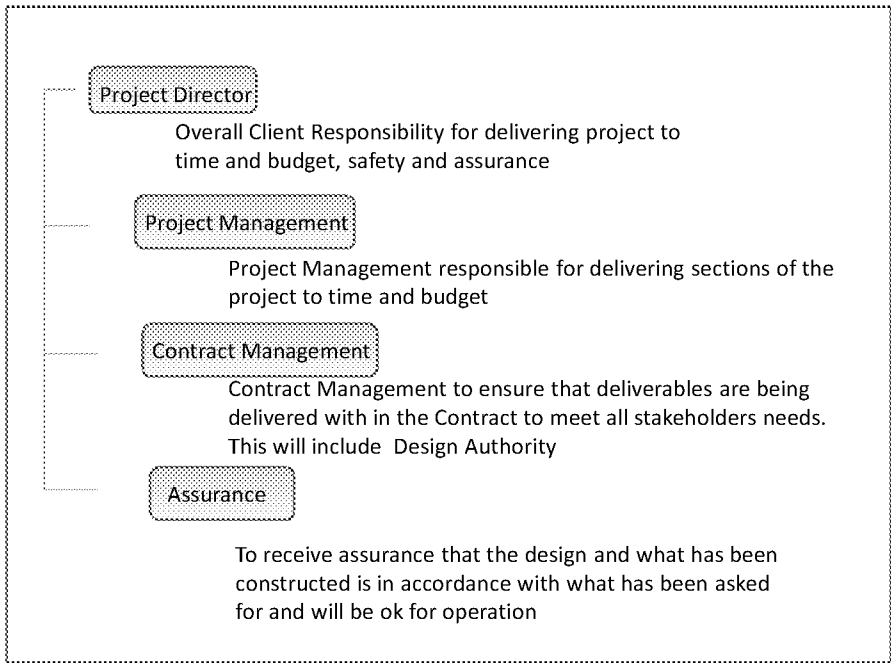 Project Director
Overall Client Responsibility for delivering project to
time and budget, safety and assurance
Project Management
Project Management responsible for delivering sections of the
project to time and budget
Contract Management
Contract Management to ensure that deliverables are being
delivered with in the Contract to meet all stakeholders needs.
This will include  Design Authority
Assurance
To receive assurance that the design and what has been
constructed is in accordance with what has been asked
for and will be ok for operation